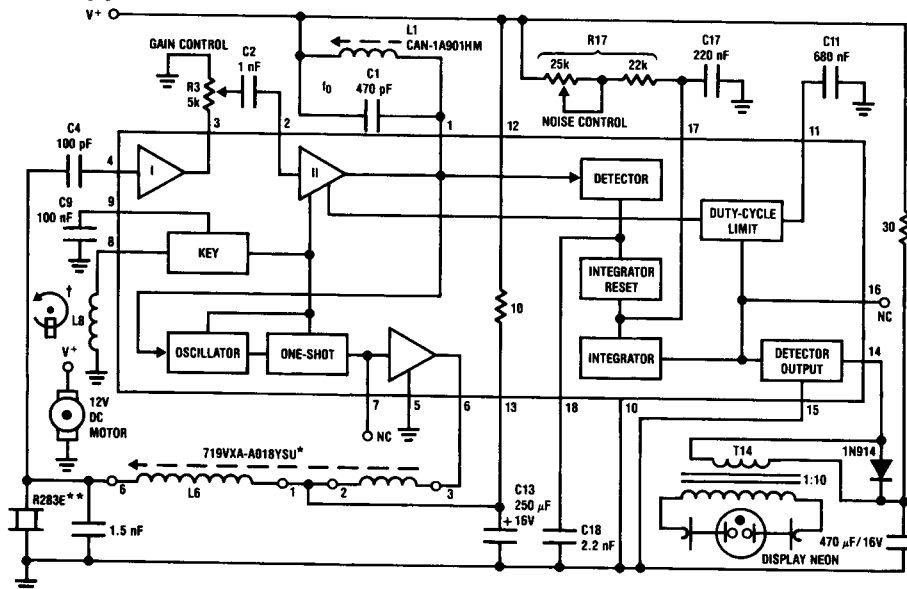 V+
L1
CAN-1A901HM
GAIN CONTROL
C2
1 nF
R3
5k
f0
C1
470 pF
R17
25k
22k
NOISE CONTROL
C17
220 nF
C11
680 nF
C4
100 pF
3
2
1
12
17
11
4
I
II
DETECTOR
DUTY-CYCLE
LIMIT
30
C9
100 nF
9
8
KEY
INTEGRATOR
RESET
16
NC
†
L8
10
V+
OSCILLATOR
ONE-SHOT
INTEGRATOR
DETECTOR
OUTPUT
14
12V
DC
MOTOR
7
5
6
13
18
10
15
NC
719VXA-A018YSU*
T14
1N914
1:10
R283E**
6
L6
1
2
3
1.5 nF
C13
250 µF
+ 16V
C18
2.2 nF
470 µF/16V
DISPLAY NEON